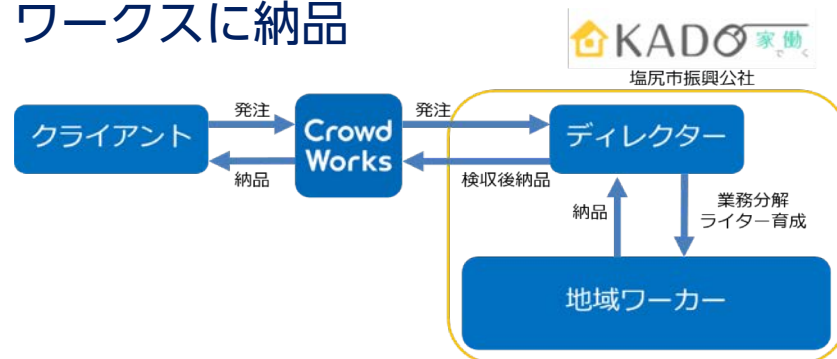 ワークスに納品
KADO 家で働く
塩尻市振興公社
クライアント
発注
納品
Crowd
Works
発注
検収後納品
ディレクター
納品
業務分解
ライター育成
地域ワーカー